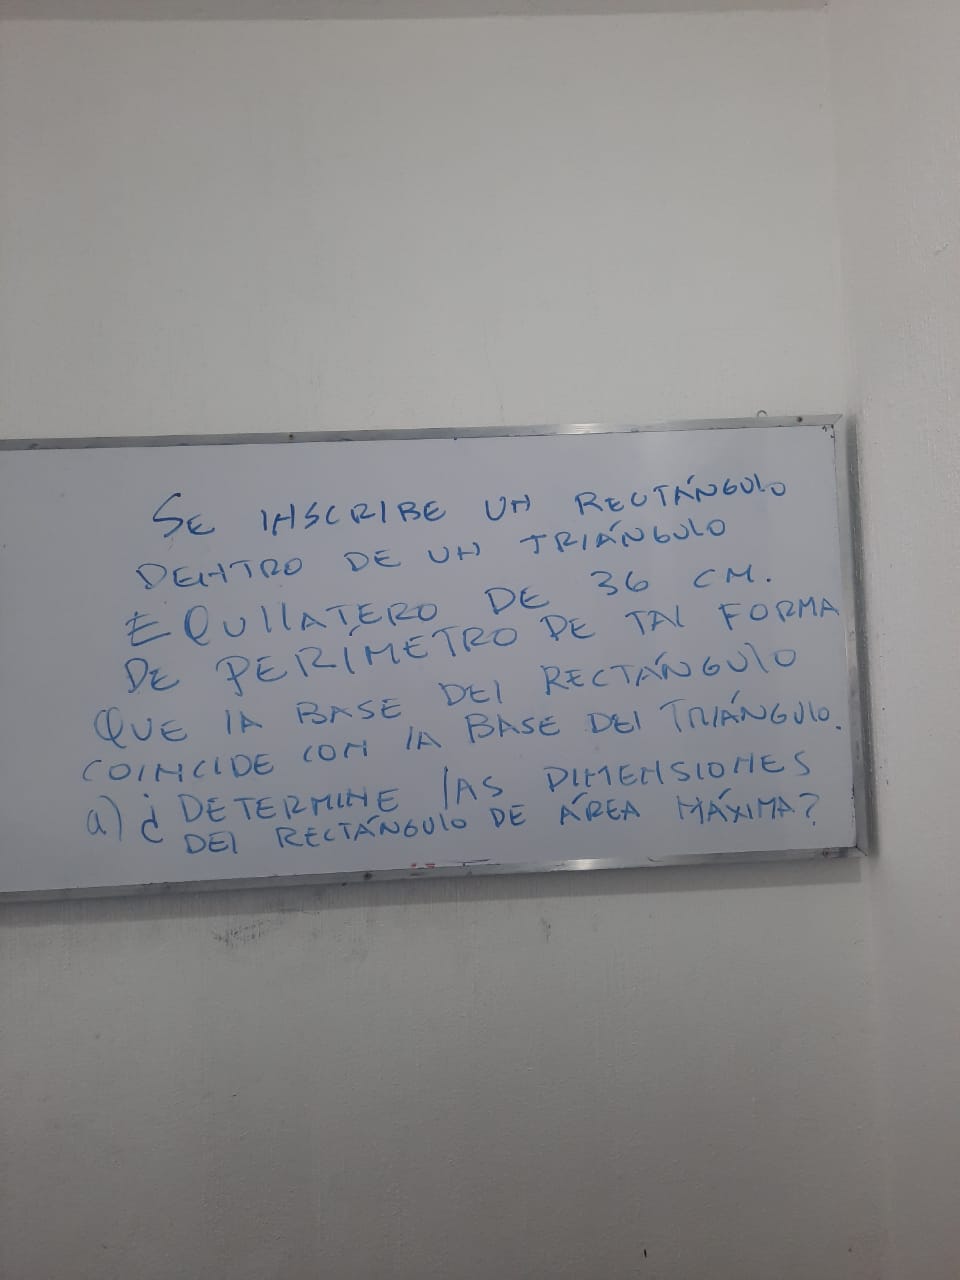 SE INSCRIBE UN RECTÁNGULO
DENTRO DE UN TRIÁNGULO
EQUILATERO DE 36 CM.
DE PERÍMETRO DE TAL FORMA
QUE LA BASE DEL RECTÁNGULO
COINCIDE CON LA BASE DEL TRIÁNGULO.
a) ¿ DETERMINE LAS DIMENSIONES
DEL RECTÁNGULO DE ÁREA MÁXIMA?